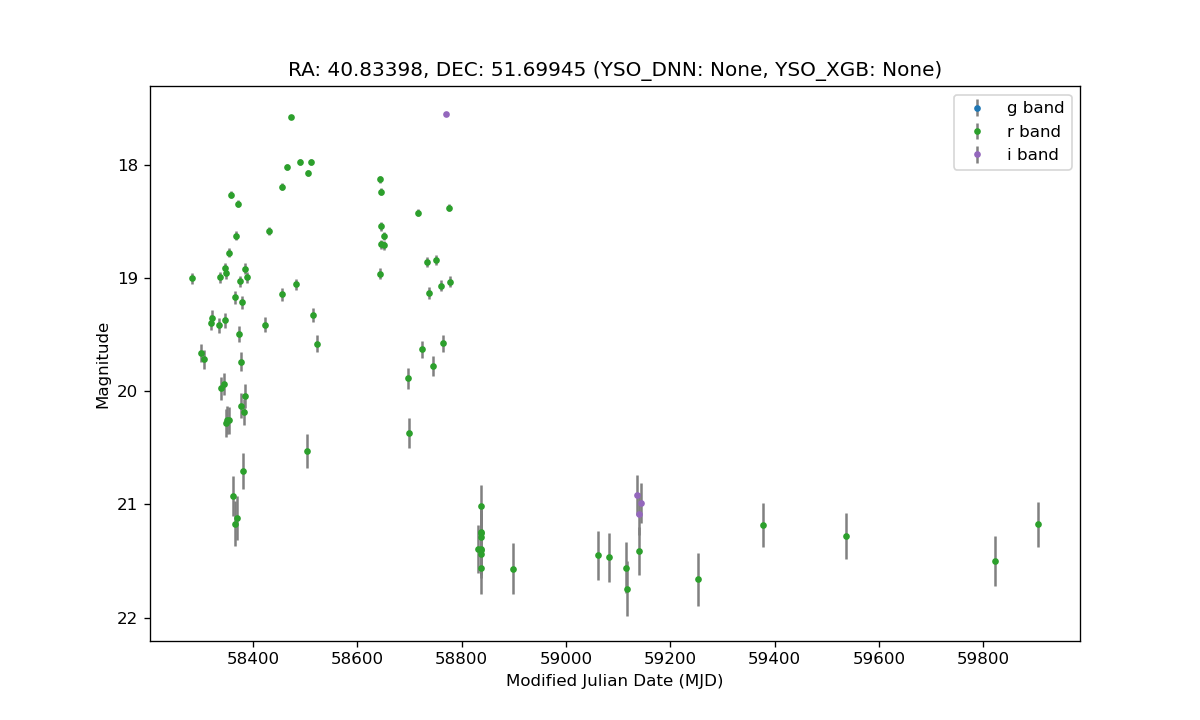 RA: 40.83398, DEC: 51.69945 (YSO_DNN: None, YSO_XGB: None)
g band
r band
i band
18
19
20
21
22
Magnitude
58400
58600
58800
59000
59200
59400
59600
59800
Modified Julian Date (MJD)